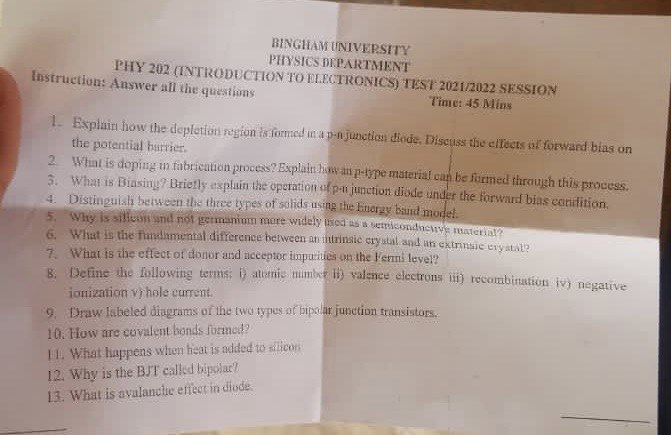 BINGHAM UNIVERSITY
PHYSICS DEPARTMENT
PHY 202 (INTRODUCTION TO ELECTRONICS) TEST 2021/2022 SESSION
Instruction: Answer all the questions
Time: 45 Mins
1. Explain how the depletion region is formed in a p-n junction diode. Discuss the effects of forward bias on
the potential barrier.
2. What is doping in fabrication process? Explain how an p-type material can be formed through this process.
3. What is Biasing? Briefly explain the operation of p-n junction diode under the forward bias condition.
4. Distinguish between the three types of solids using the Energy band model.
5. Why is silicon and not germanium more widely used as a semiconductive material?
6. What is the fundamental difference between an intrinsic crystal and an extrinsic crystal?
7. What is the effect of donor and acceptor impurities on the Fermi level?
8. Define the following terms: i) atomic number ii) valence electrons iii) recombination iv) negative
ionization v) hole current.
9. Draw labeled diagrams of the two types of bipolar junction transistors.
10. How are covalent bonds formed?
11. What happens when heat is added to silicon
12. Why is the BJT called bipolar?
13. What is avalanche effect in diode.